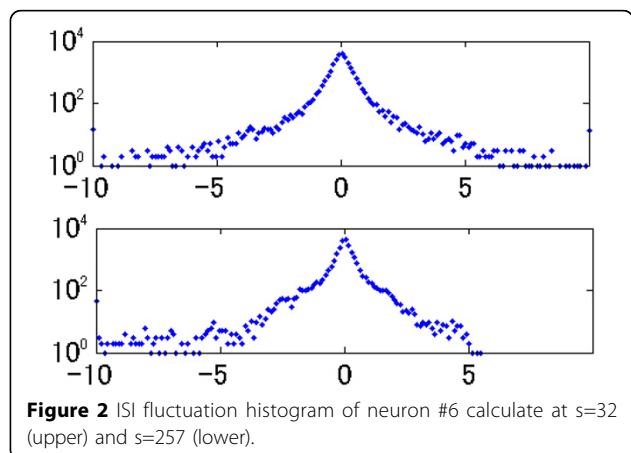 10^4
10^2
10^0
-10 -5 0 5
10^4
10^2
10^0
-10 -5 0 5
Figure 2 ISI fluctuation histogram of neuron #6 calculate at s=32
(upper) and s=257 (lower).